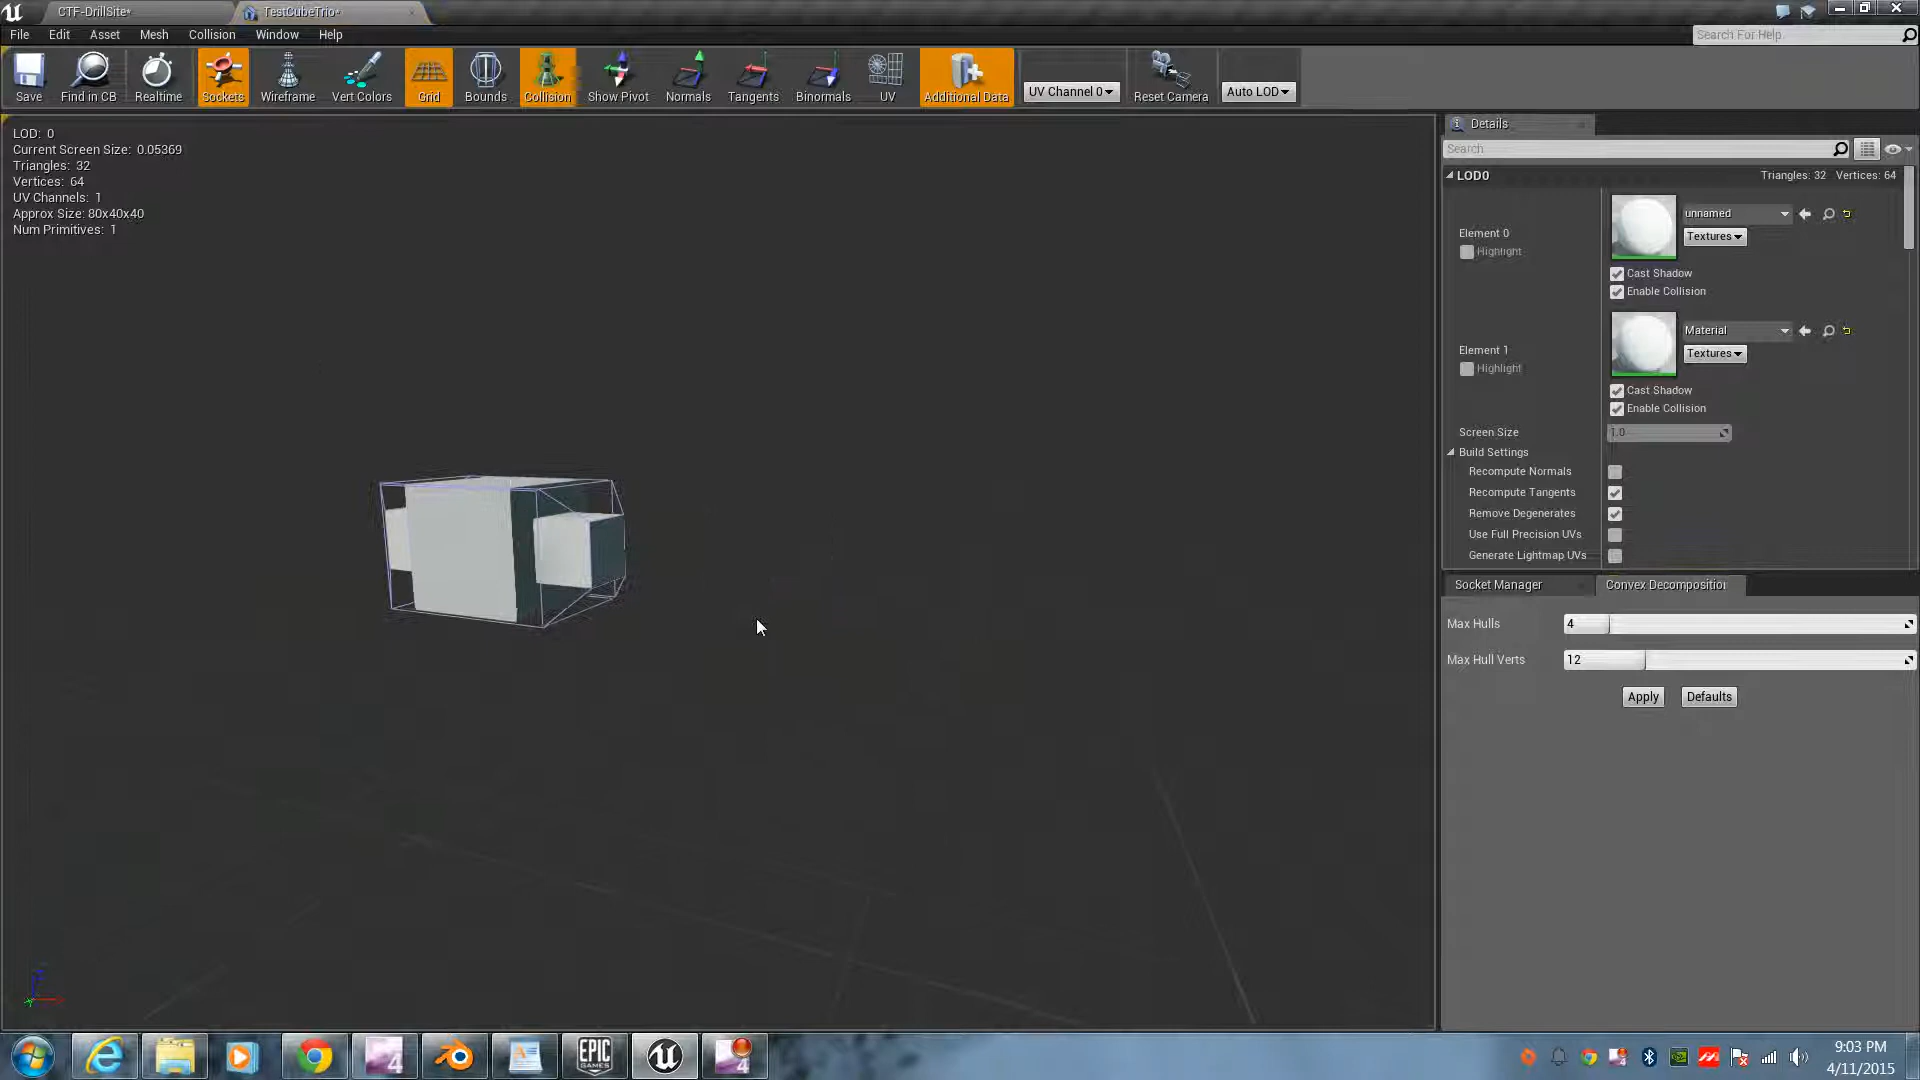 CTF-DrillSite*
TestCubeTrio*
File Edit Asset Mesh Collision Window Help
Search For Help
Save Find in CB Realtime Sockets Wireframe Vert Colors Grid Bounds Collision Show Pivot Normals Tangents Binormals UV Additional Data UV Channel 0 Reset Camera Auto LOD
LOD: 0
Current Screen Size: 0.05369
Triangles: 32
Vertices: 64
UV Channels: 1
Approx Size: 80x40x40
Num Primitives: 1
Details
Search
LOD0 Triangles: 32 Vertices: 64
unnamed
Textures
Element 0
Highlight
Cast Shadow
Enable Collision
Material
Textures
Element 1
Highlight
Cast Shadow
Enable Collision
Screen Size 1.0
Build Settings
Recompute Normals
Recompute Tangents
Remove Degenerates
Use Full Precision UVs
Generate Lightmap UVs
Socket Manager Convex Decomposition
Max Hulls 4
Max Hull Verts 12
Apply Defaults
EPIC
GAMES
4
4
9:03 PM
4/11/2015